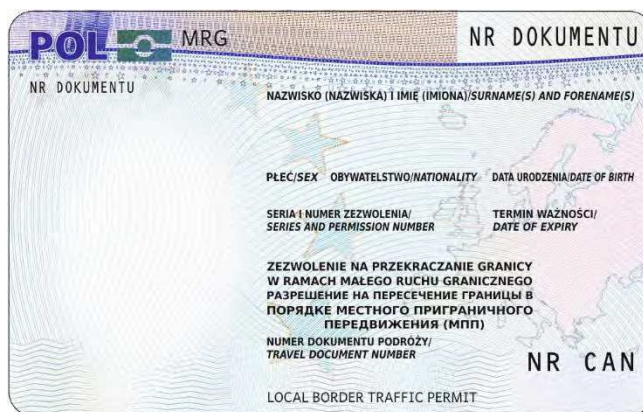 POL MRG NR DOKUMENTU
NR DOKUMENTU
NAZWISKO (NAZWISKA) I IMIĘ (IMIONA)/SURNAME(S) AND FORENAME(S)
PŁEĆ/SEX OBYWATELSTWO/NATIONALITY DATA URODZENIA/DATE OF BIRTH
SERIA I NUMER ZEZWOLENIA/ TERMIN WAŻNOŚCI/
SERIES AND PERMISSION NUMBER DATE OF EXPIRY
ZEZWOLENIE NA PRZEKRACZANIE GRANICY
W RAMACH MAŁEGO RUCHU GRANICZNEGO
РАЗРЕШЕНИЕ НА ПЕРЕСЕЧЕНИЕ ГРАНИЦЫ В
ПОРЯДКЕ МЕСТНОГО ПРИГРАНИЧНОГО
ПЕРЕДВИЖЕНИЯ (МПП)
NUMER DOKUMENTU PODRÓŻY/
TRAVEL DOCUMENT NUMBER
NR CAN
LOCAL BORDER TRAFFIC PERMIT